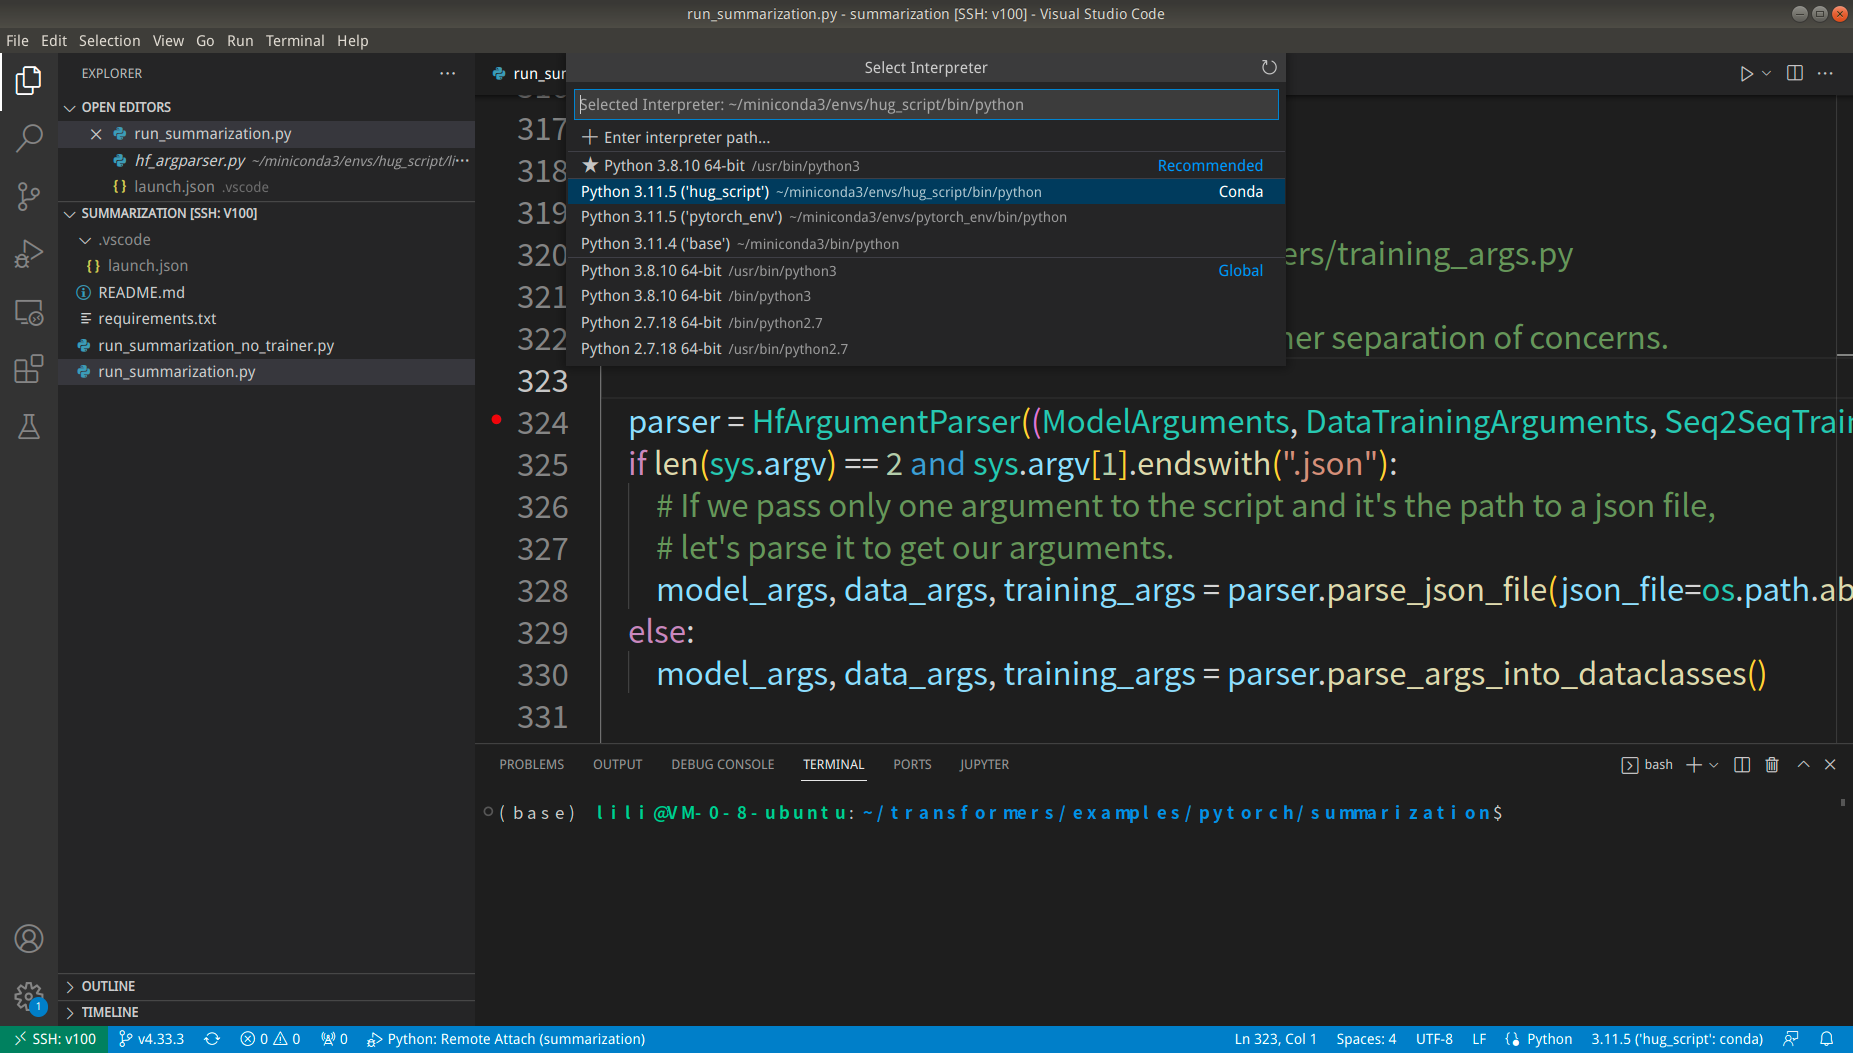 run_summarization.py - summarization [SSH: v100] - Visual Studio Code
File Edit Selection View Go Run Terminal Help
EXPLORER
OPEN EDITORS
run_summarization.py
hf_argparser.py ~/miniconda3/envs/hug_script/li···
{} launch.json .vscode
SUMMARIZATION [SSH: V100]
.vscode
{} launch.json
README.md
requirements.txt
run_summarization_no_trainer.py
run_summarization.py
OUTLINE
TIMELINE
run_sum
Select Interpreter
Selected Interpreter: ~/miniconda3/envs/hug_script/bin/python
+ Enter interpreter path...
★ Python 3.8.10 64-bit /usr/bin/python3 Recommended
Python 3.11.5 ('hug_script') ~/miniconda3/envs/hug_script/bin/python Conda
Python 3.11.5 ('pytorch_env') ~/miniconda3/envs/pytorch_env/bin/python
Python 3.11.4 ('base') ~/miniconda3/bin/python
Python 3.8.10 64-bit /usr/bin/python3 Global
Python 3.8.10 64-bit /bin/python3
Python 2.7.18 64-bit /bin/python2.7
Python 2.7.18 64-bit /usr/bin/python2.7
317
318
319
320 ers/training_args.py
321
322 ner separation of concerns.
323
324 parser = HfArgumentParser((ModelArguments, DataTrainingArguments, Seq2SeqTrain
325 if len(sys.argv) == 2 and sys.argv[1].endswith(".json"):
326 # If we pass only one argument to the script and it's the path to a json file,
327 # let's parse it to get our arguments.
328 model_args, data_args, training_args = parser.parse_json_file(json_file=os.path.ab
329 else:
330 model_args, data_args, training_args = parser.parse_args_into_dataclasses()
331
PROBLEMS OUTPUT DEBUG CONSOLE TERMINAL PORTS JUPYTER
bash
(base) lili@VM-0-8-ubuntu:~/transformers/examples/pytorch/summarization$
1
SSH: v100 v4.33.3 0 0 0 Python: Remote Attach (summarization) Ln 323, Col 1 Spaces: 4 UTF-8 LF {} Python 3.11.5 ('hug_script': conda)